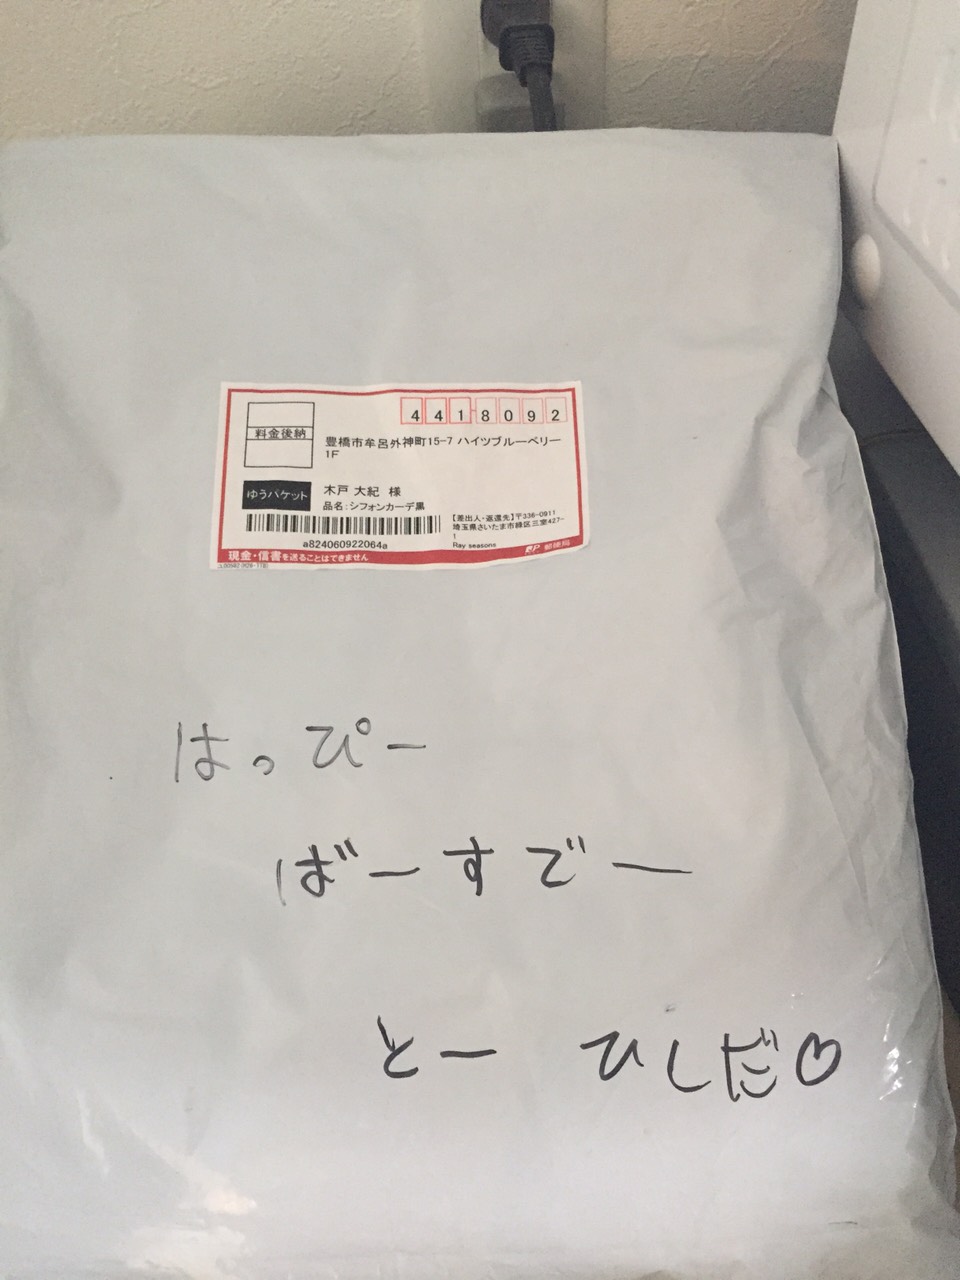 4418092
料金後納
豊橋市牟呂外神町15-7 ハイツブルーベリー
1F
ゆうパケット
木戸 大紀 様
品名:シフォンカーデ黒
【差出人・返還先】〒336-0911
埼玉県さいたま市緑区三室427-
1
Ray seasons
a824060922064a
現金・信書を送ることはできません
郵便局
はっぴー
ばーすでー
とー ひしだ♡